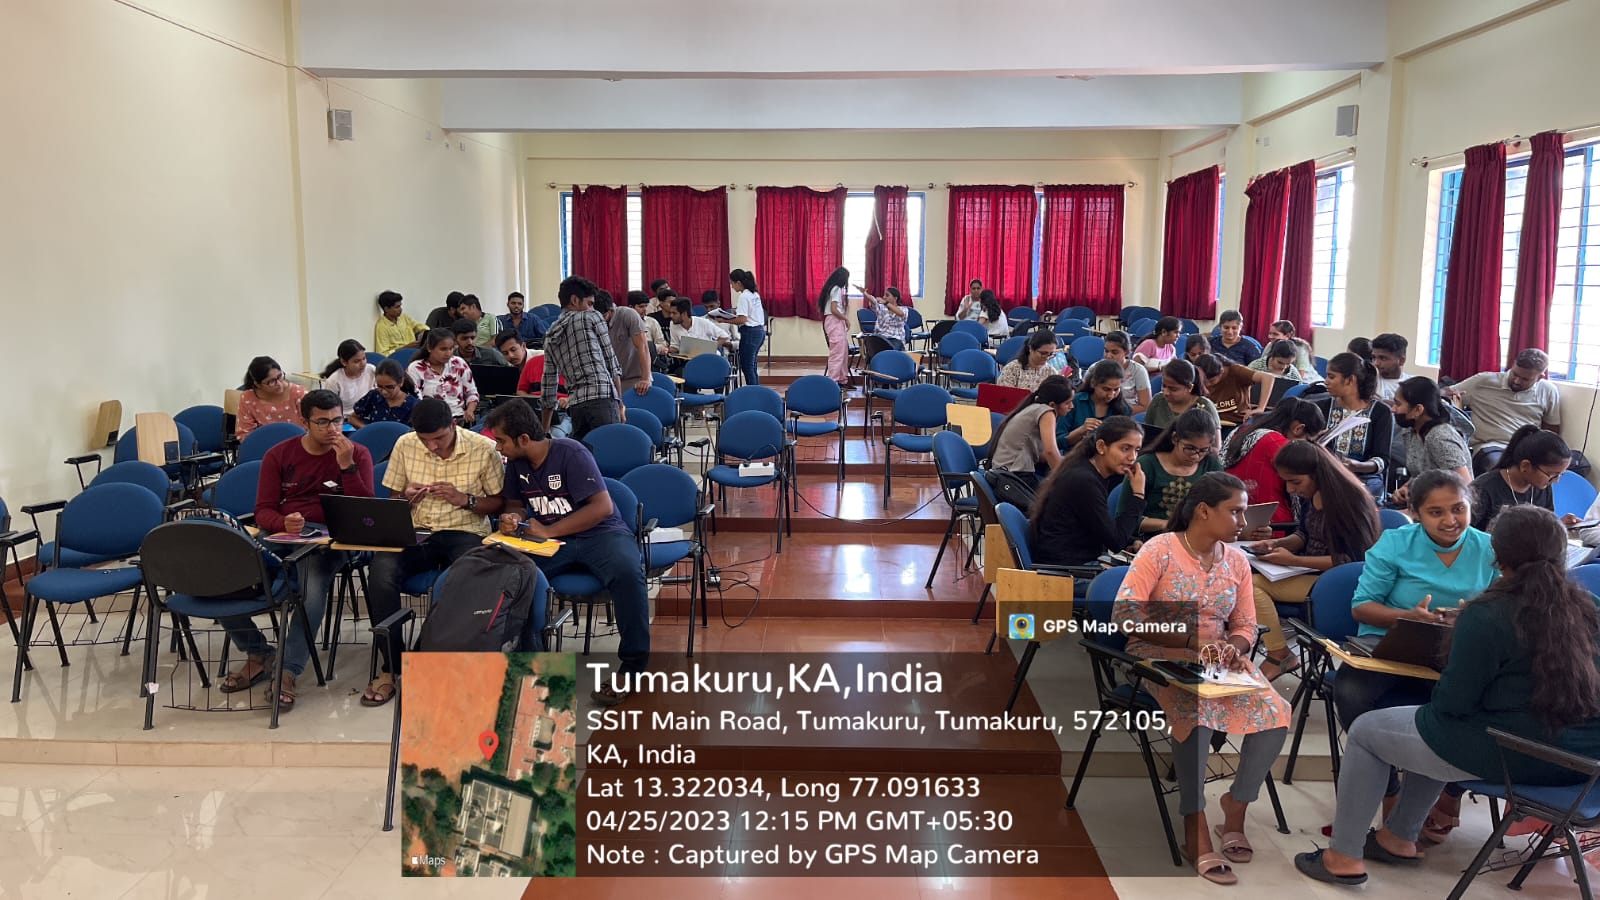 GPS Map Camera
Tumakuru,KA,India
SSIT Main Road, Tumakuru, Tumakuru, 572105,
KA, India
Lat 13.322034, Long 77.091633
04/25/2023 12:15 PM GMT+05:30
Note : Captured by GPS Map Camera
Maps